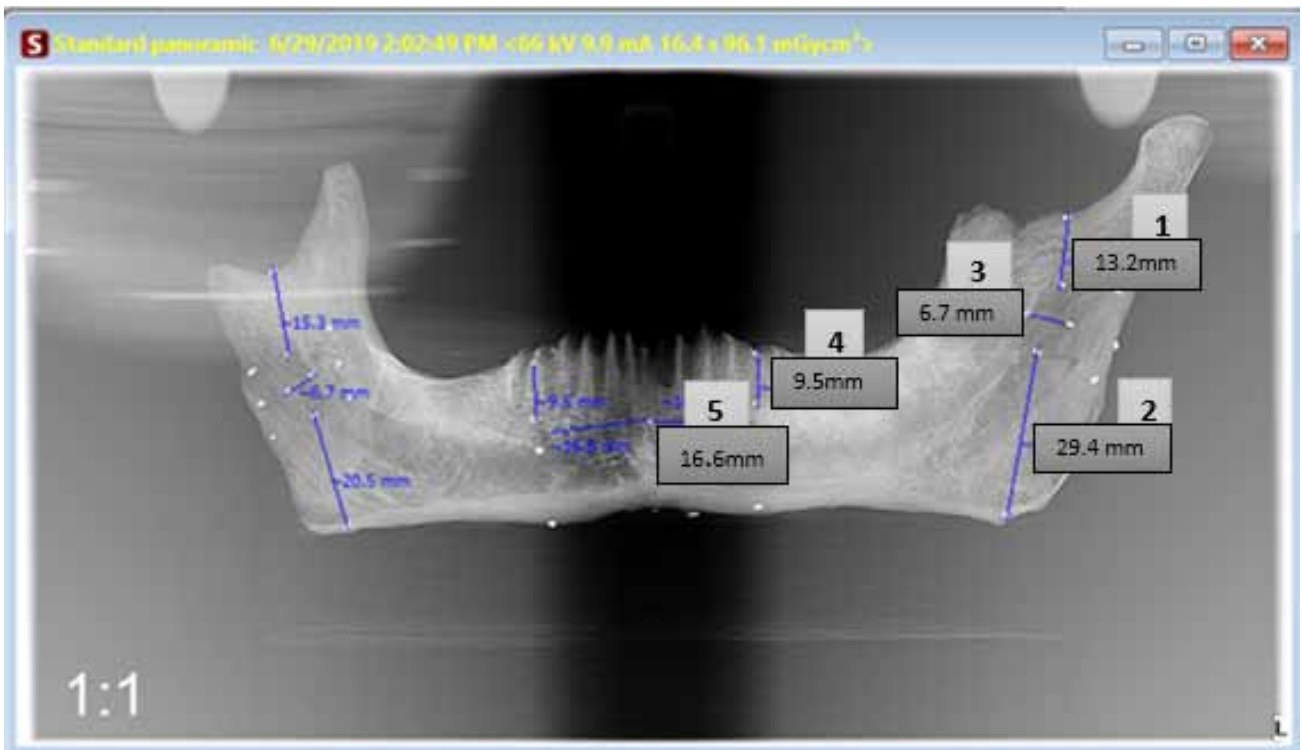 S Standard panoramic: 6/29/2019 2:02:49 PM <66 kV 9.9 mA 16.4 s 96.1 mGycm²>
1
13.2mm
3
6.7 mm
15.3 mm
4
9.5mm
6.7 mm
9.5 mm
5
16.6mm
2
29.4 mm
20.5 mm
1:1
L